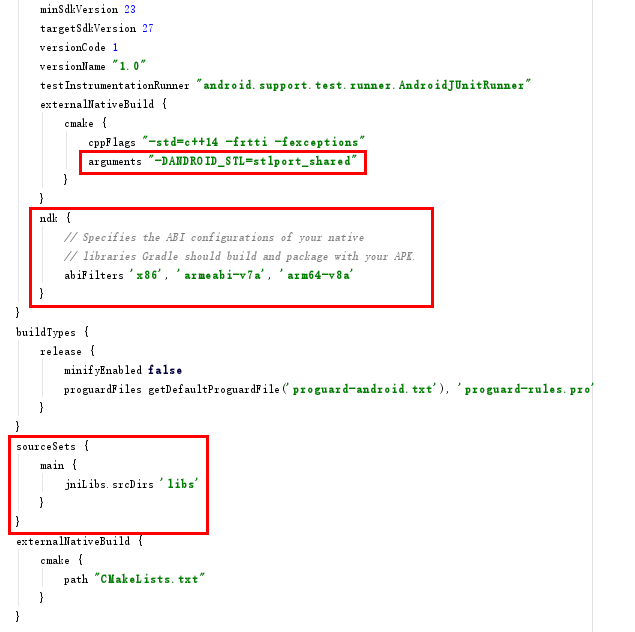 minSdkVersion 23
targetSdkVersion 27
versionCode 1
versionName "1.0"
testInstrumentationRunner "android.support.test.runner.AndroidJUnitRunner"
externalNativeBuild {
cmake {
cppFlags "-std=c++14 -frtti -fexceptions"
arguments "-DANDROID_STL=stlport_shared"
}
}
ndk {
// Specifies the ABI configurations of your native
// libraries Gradle should build and package with your APK.
abiFilters 'x86', 'armeabi-v7a', 'arm64-v8a'
}
}
buildTypes {
release {
minifyEnabled false
proguardFiles getDefaultProguardFile('proguard-android.txt'), 'proguard-rules.pro'
}
}
sourceSets {
main {
jniLibs.srcDirs 'libs'
}
}
externalNativeBuild {
cmake {
path "CMakeLists.txt"
}
}